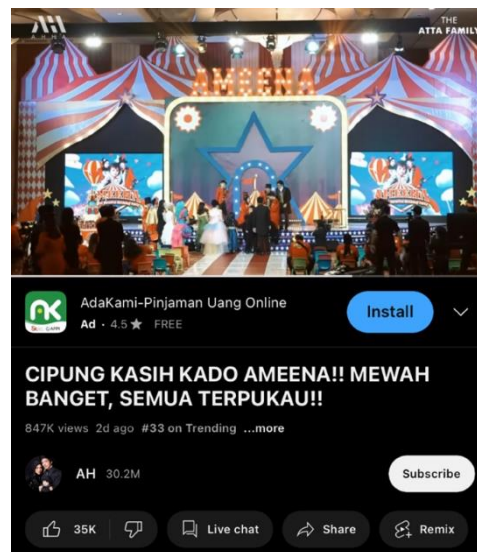 AHHA
THE
ATTA FAMILY
AMEENA
AdaKami-Pinjaman Uang Online
Ad · 4.5★ FREE
Install
CIPUNG KASIH KADO AMEENA!! MEWAH
BANGET, SEMUA TERPUKAU!!
847K views 2d ago #33 on Trending ...more
AH 30.2M
Subscribe
35K
Live chat
Share
Remix